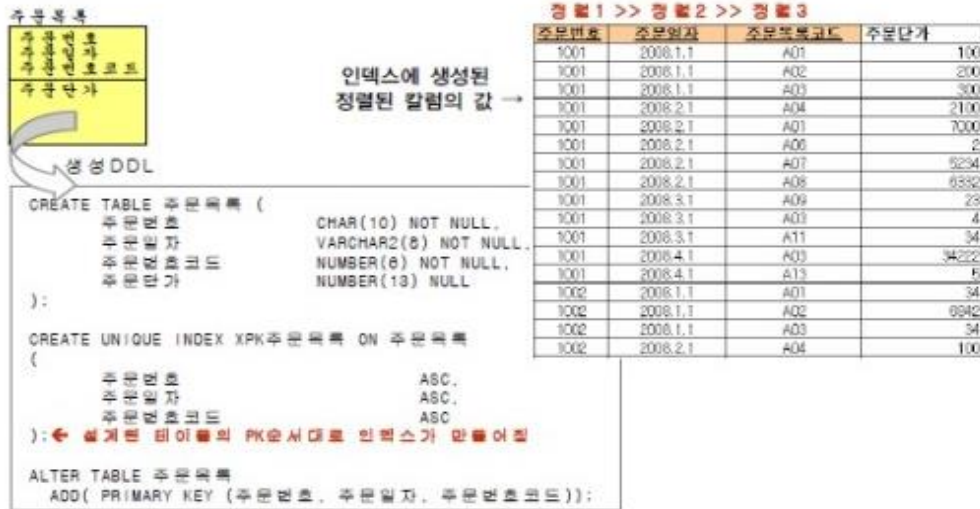 주문목록
주문번호
주문일자
주문번호코드
주문단가
생성DDL
인덱스에 생성된
정렬된 칼럼의 값 →
정렬1 >> 정렬2 >> 정렬3
주문번호 주문일자 주문목록코드 주문단가
1001 2008.1.1 A01 100
1001 2008.1.1 A02 200
1001 2008.1.1 A03 300
1001 2008.2.1 A04 2100
1001 2008.2.1 A01 7000
1001 2008.2.1 A06 2
1001 2008.2.1 A07 5234
1001 2008.2.1 A08
1001 2008.3.1 A09 23
1001 2008.3.1 A03 4
1001 2008.3.1 A11 34
1001 2008.4.1 A03 34222
1001 2008.4.1 A13 5
1002 2008.1.1 A01 34
1002 2008.1.1 A02
1002 2008.1.1 A03 34
1002 2008.2.1 A04 100
CREATE TABLE 주문목록 (
주문번호 CHAR(10) NOT NULL,
주문일자 VARCHAR2(8) NOT NULL,
주문번호코드 NUMBER(6) NOT NULL,
주문단가 NUMBER(13) NULL
);
CREATE UNIQUE INDEX XPK주문목록 ON 주문목록
(
주문번호 ASC,
주문일자 ASC,
주문번호코드 ASC
);← 설계된 테이블의 PK순서대로 인덱스가 만들어짐
ALTER TABLE 주문목록
ADD( PRIMARY KEY (주문번호, 주문일자, 주문번호코드));